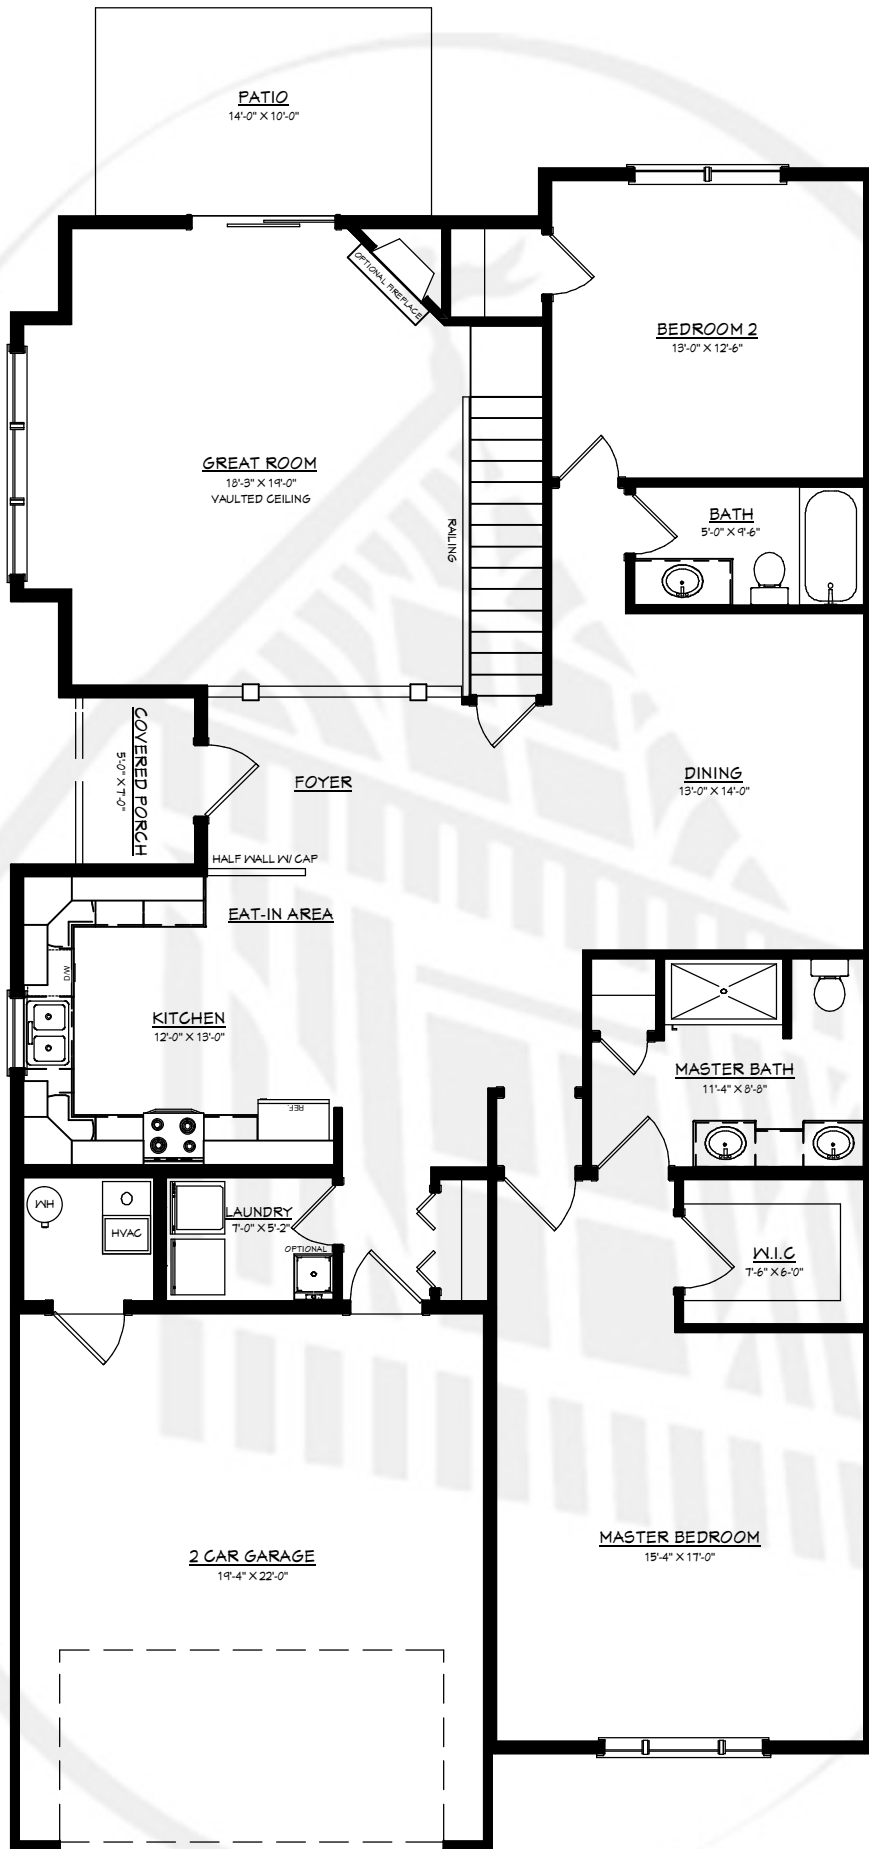 PATIO
14'-0" X 10'-0"
OPTIONAL FIREPLACE
BEDROOM 2
13'-0" X 12'-6"
GREAT ROOM
18'-3" X 19'-0"
VAULTED CEILING
RAILING
BATH
5'-0" X 9'-6"
COVERED PORCH
5'-0" X 7'-0"
FOYER
DINING
13'-0" X 14'-0"
HALF WALL W/ CAP
EAT-IN AREA
D/W
KITCHEN
12'-0" X 13'-0"
MASTER BATH
11'-4" X 8'-8"
REF.
WH
HVAC
LAUNDRY
7'-0" X 5'-2"
OPTIONAL
W.I.C
7'-6" X 6'-0"
MASTER BEDROOM
15'-4" X 17'-0"
2 CAR GARAGE
19'-4" X 22'-0"